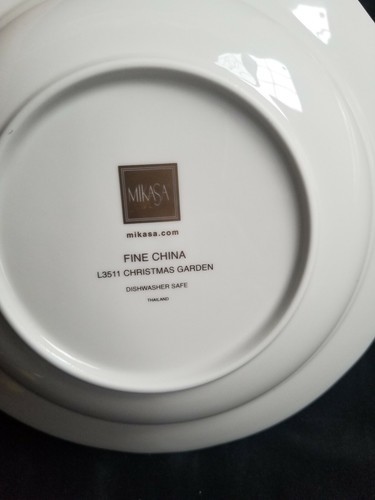 MIKASA
mikasa.com
FINE CHINA
L3511 CHRISTMAS GARDEN
DISHWASHER SAFE
THAILAND